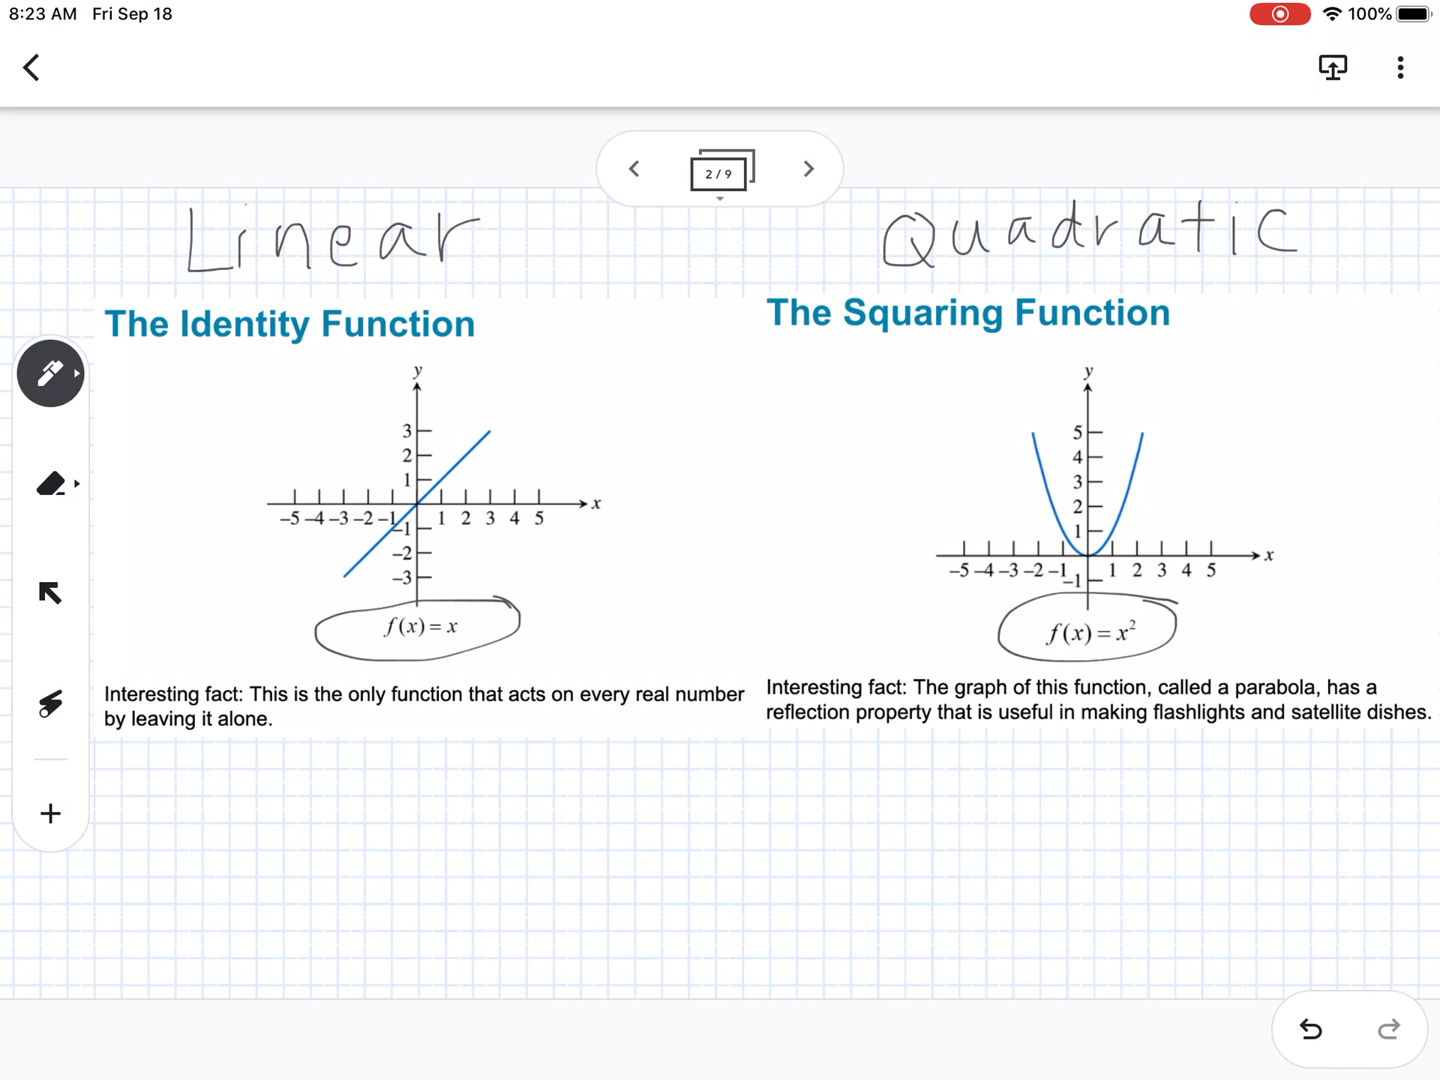 8:23 AM Fri Sep 18 100%
2 / 9
Linear
Quadratic
The Identity Function
The Squaring Function
y
3
2
1
x
–5 –4 –3 –2 –1 1 2 3 4 5
–1
–2
–3
f(x) = x
y
5
4
3
2
1
x
–5 –4 –3 –2 –1 1 2 3 4 5
–1
f(x) = x²
Interesting fact: This is the only function that acts on every real number
by leaving it alone.
Interesting fact: The graph of this function, called a parabola, has a
reflection property that is useful in making flashlights and satellite dishes.